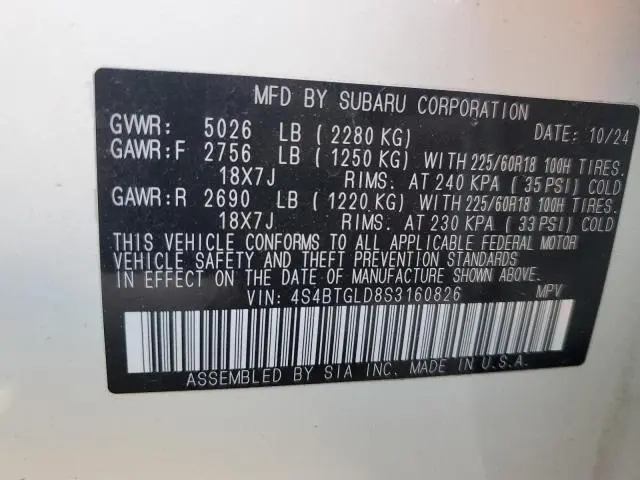 MFD BY SUBARU CORPORATION
GVWR: 5026 LB ( 2280 KG) DATE: 10/24
GAWR:F 2756 LB ( 1250 KG) WITH 225/60R18 100H TIRES.
18X7J RIMS. AT 240 KPA ( 35 PSI) COLD
GAWR:R 2690 LB ( 1220 KG) WITH 225/60R18 100H TIRES.
18X7J RIMS. AT 230 KPA ( 33 PSI) COLD
THIS VEHICLE CONFORMS TO ALL APPLICABLE FEDERAL MOTOR
VEHICLE SAFETY AND THEFT PREVENTION STANDARDS
IN EFFECT ON THE DATE OF MANUFACTURE SHOWN ABOVE.
VIN: 4S4BTGLD8S3160826 MPV
ASSEMBLED BY SIA INC. MADE IN U.S.A.